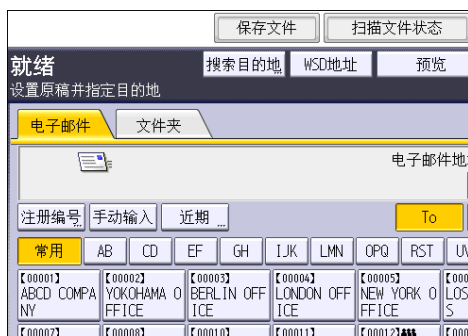 保存文件 扫描文件状态
就绪 搜索目的地 WSD地址 预览
设置原稿并指定目的地
电子邮件 文件夹
电子邮件地
注册编号 手动输入 近期 To
常用 AB CD EF GH IJK LMN OPQ RST UV
【00001】 【00002】 【00003】 【00004】 【00005】 【000
ABCD COMPA YOKOHAMA O BERLIN OFF LONDON OFF NEW YORK O LOS
NY FFICE ICE ICE FFICE S
【00007】 【00008】 【00010】 【00011】 【00012】 【000